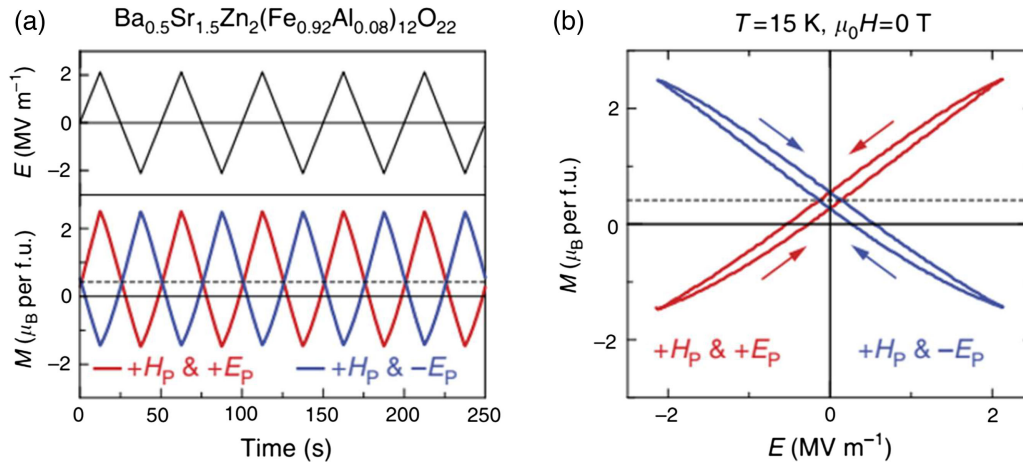 (a)
Ba0.5Sr1.5Zn2(Fe0.92Al0.08)12O22
E (MV m−1)
2
0
−2
M (μB per f.u.)
2
0
−2
+HP & +EP
+HP & −EP
0
50
100
150
200
250
Time (s)
(b)
T=15 K, μ0H=0 T
M (μB per f.u.)
2
0
−2
+HP & +EP
+HP & −EP
−2
0
2
E (MV m−1)